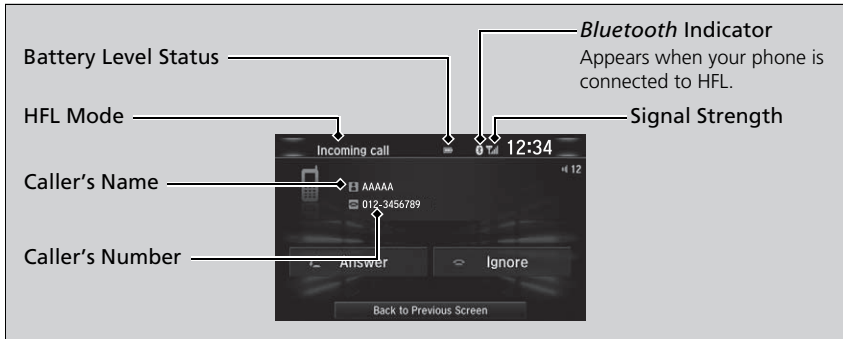 Bluetooth Indicator
Battery Level Status
Appears when your phone is
connected to HFL.
HFL Mode
Signal Strength
Incoming call
12:34
12
Caller's Name
AAAAA
012-3456789
Caller's Number
Answer
Ignore
Back to Previous Screen